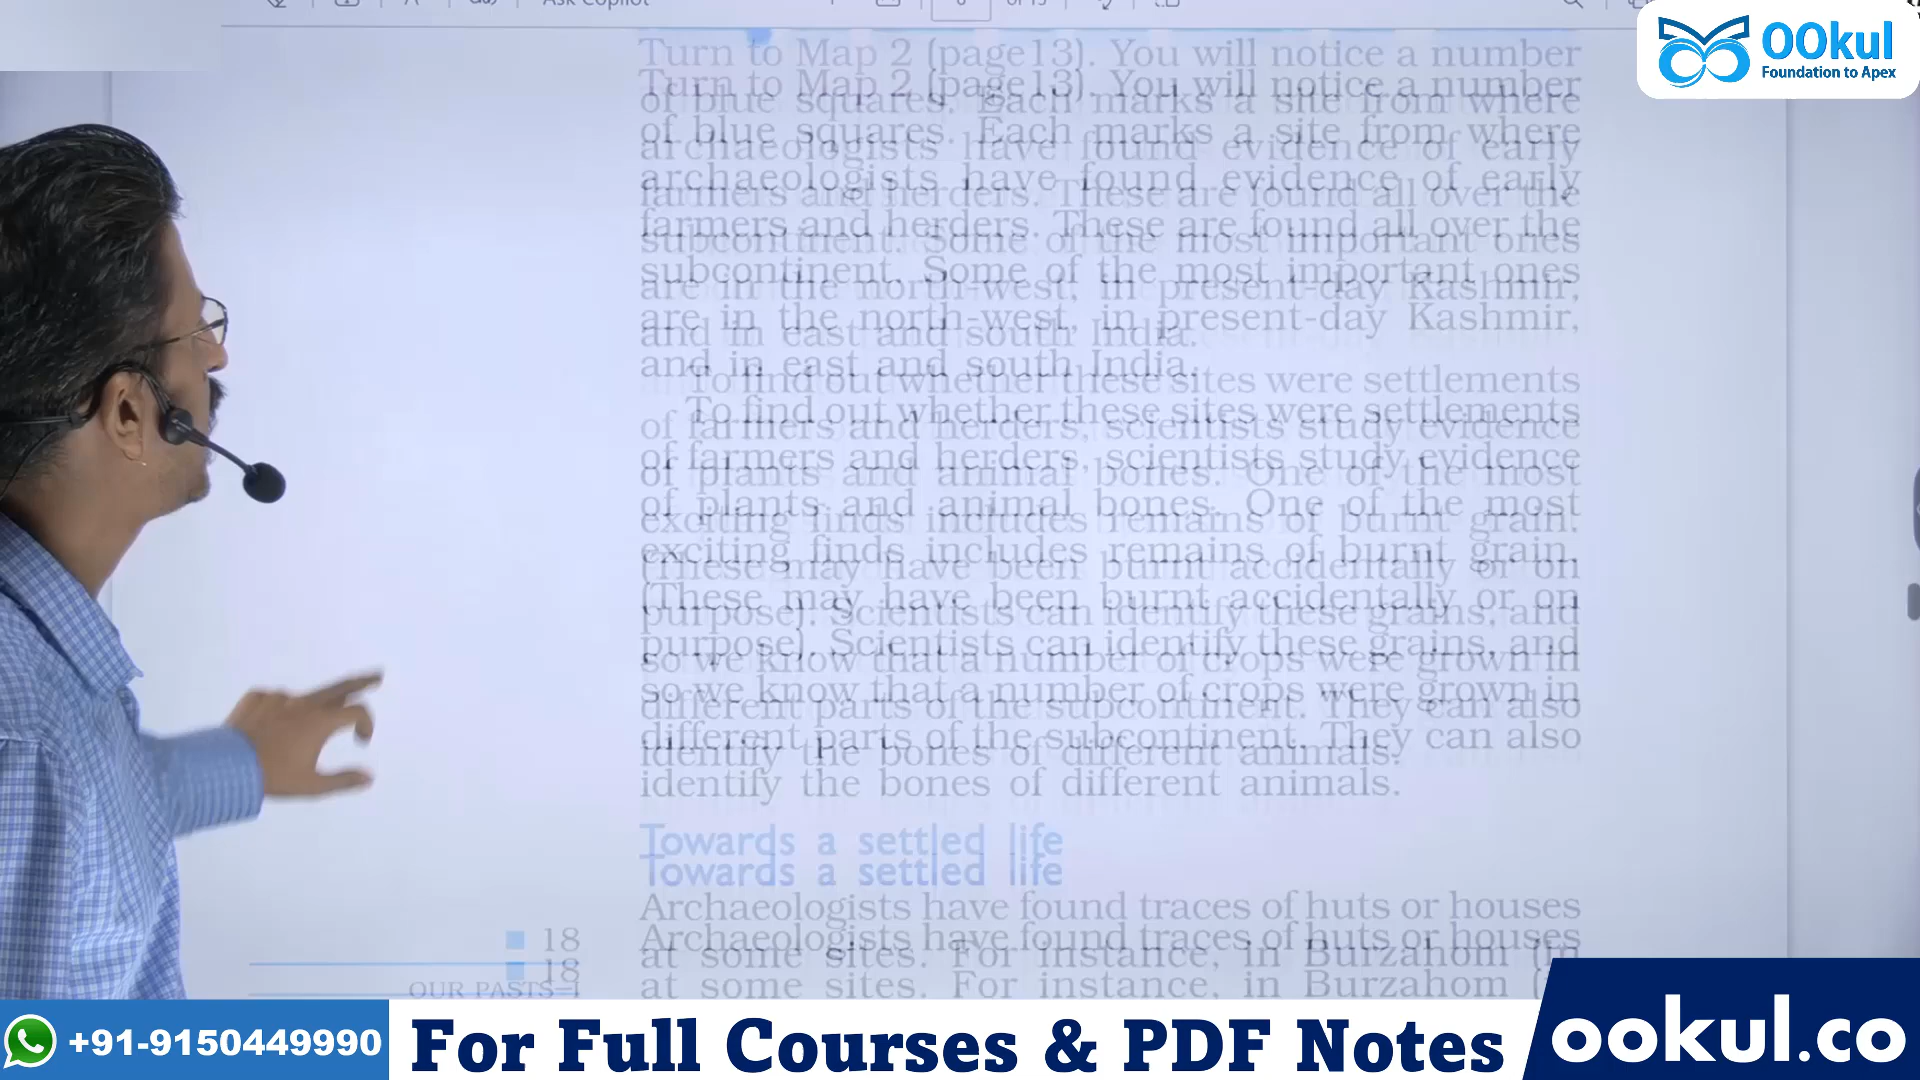 Ask Copilot
OOkul
Foundation to Apex
Turn to Map 2 (page13). You will notice a number
of blue squares. Each marks a site from where
archaeologists have found evidence of early
farmers and herders. These are found all over the
subcontinent. Some of the most important ones
are in the north-west, in present-day Kashmir,
and in east and south India.
To find out whether these sites were settlements
of farmers and herders, scientists study evidence
of plants and animal bones. One of the most
exciting finds includes remains of burnt grain.
(These may have been burnt accidentally or on
purpose). Scientists can identify these grains, and
so we know that a number of crops were grown in
different parts of the subcontinent. They can also
identify the bones of different animals.
Towards a settled life
Archaeologists have found traces of huts or houses
at some sites. For instance, in Burzahom (in
18
OUR PASTS–I
+91-9150449990
For Full Courses & PDF Notes
ookul.co